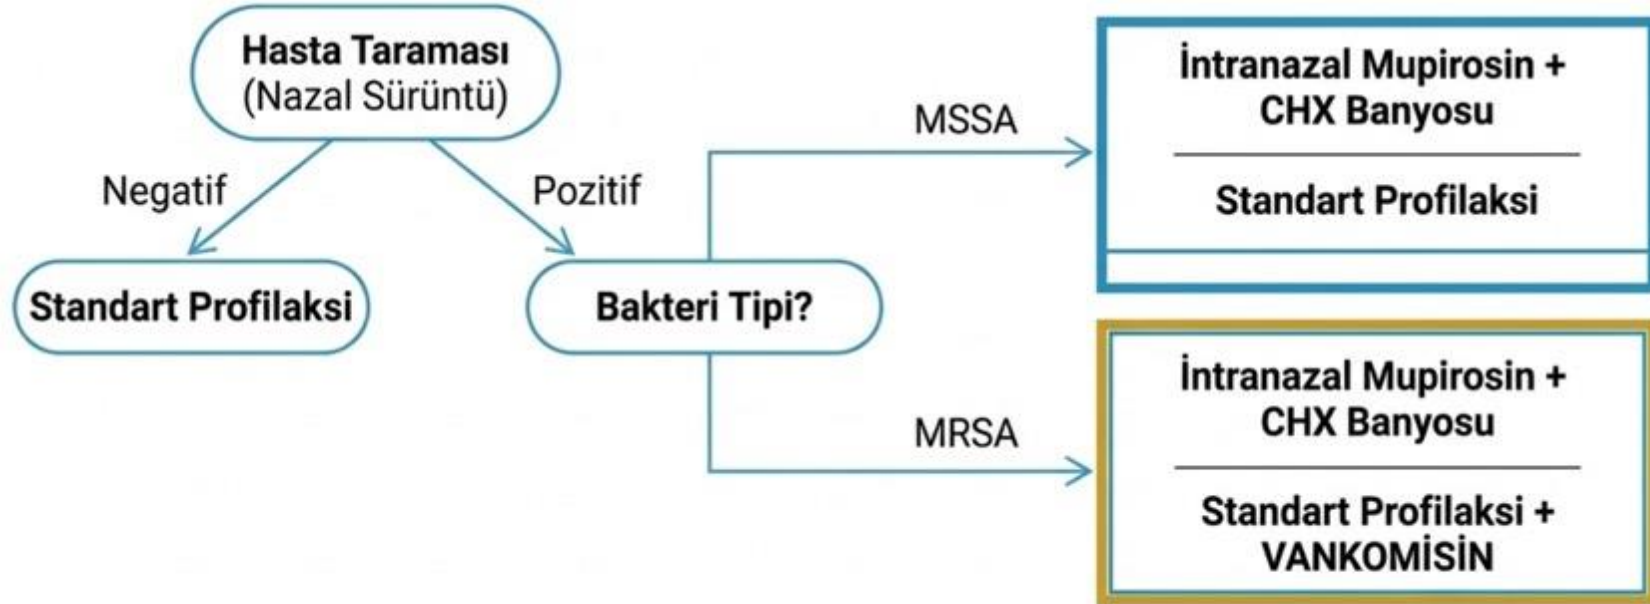 Hasta Taraması
(Nazal Sürüntü)
Negatif
Pozitif
Standart Profilaksi
Bakteri Tipi?
MSSA
İntranazal Mupirosin +
CHX Banyosu
Standart Profilaksi
MRSA
İntranazal Mupirosin +
CHX Banyosu
Standart Profilaksi +
VANKOMİSİN